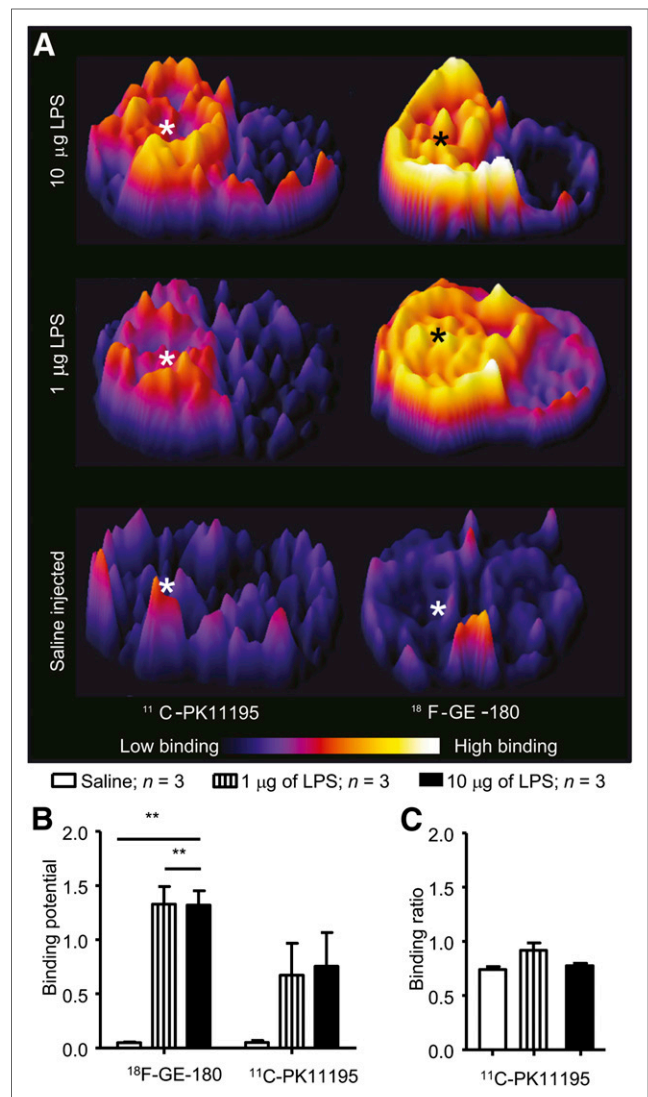 A
10 µg LPS
*
*
1 µg LPS
*
*
Saline injected
*
*
¹¹ C-PK11195
¹⁸ F-GE -180
Low binding
High binding
Saline; n = 3
1 µg of LPS; n = 3
10 µg of LPS; n = 3
B
Binding potential
2.0
1.5
1.0
0.5
0.0
**
**
¹⁸F-GE-180
¹¹C-PK11195
C
Binding ratio
2.0
1.5
1.0
0.5
0.0
¹¹C-PK11195